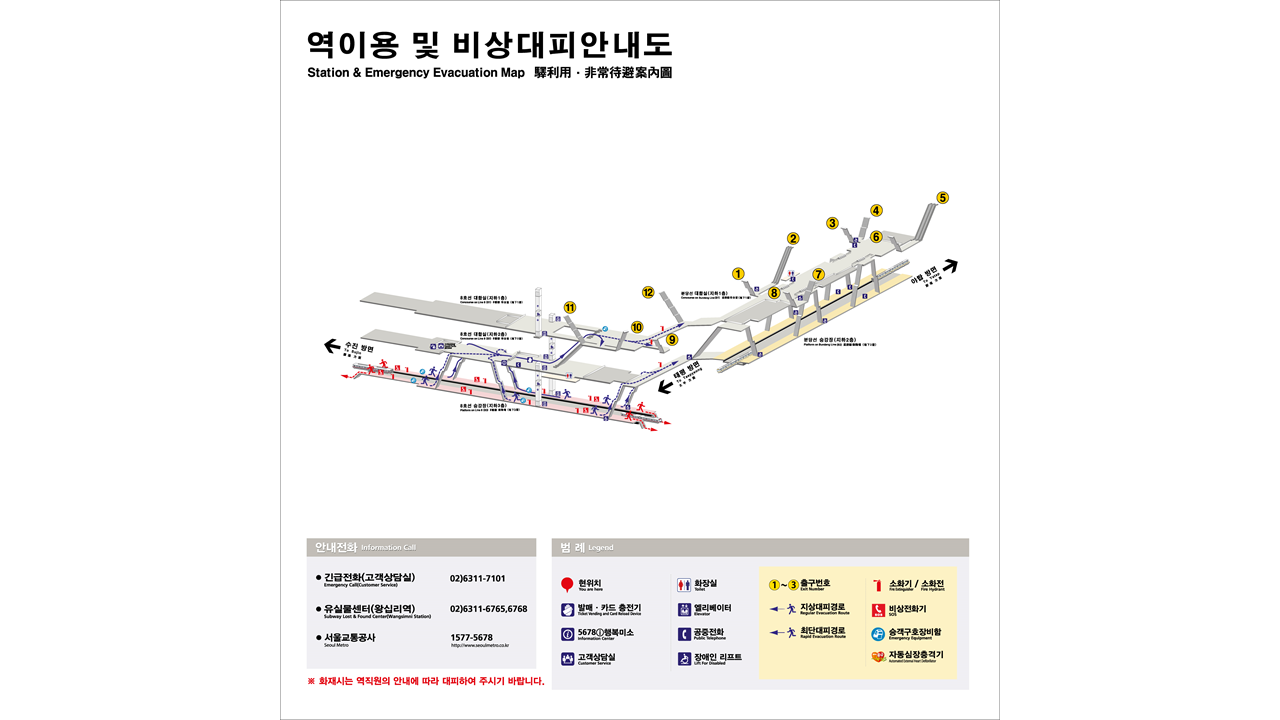 역이용 및 비상대피안내도
Station & Emergency Evacuation Map 驛利用 · 非常待避案內圖
5
4
3
6
2
1
7
8
12
11
10
9
8호선 대합실(지하1층)
분당선 대합실(지하1층)
8호선 대합실(지하2층)
분당선 승강장(지하2층)
8호선 승강장(지하3층)
수진 방면
야탑 방면
태평 방면
안내전화 Information Call
긴급전화(고객상담실) 02)6311-7101
Emergency Call(Customer Service)
유실물센터(왕십리역) 02)6311-6765,6768
Subway Lost & Found Center(Wangsimni Station)
서울교통공사 1577-5678
Seoul Metro http://www.seoulmetro.co.kr
※ 화재시는 역직원의 안내에 따라 대피하여 주시기 바랍니다.
범 례 Legend
현위치
You are here
발매 · 카드 충전기
Ticket Vending and Card Reload Device
5678ⓘ행복미소
Information Center
고객상담실
Customer Service
화장실
Toilet
엘리베이터
Elevator
공중전화
Public Telephone
장애인 리프트
Lift For Disabled
1~3 출구번호
Exit Number
지상대피경로
Regular Evacuation Route
최단대피경로
Rapid Evacuation Route
소화기 / 소화전
Fire Extinguisher Fire Hydrant
비상전화기
SOS
승객구호장비함
Emergency Equipment
자동심장충격기